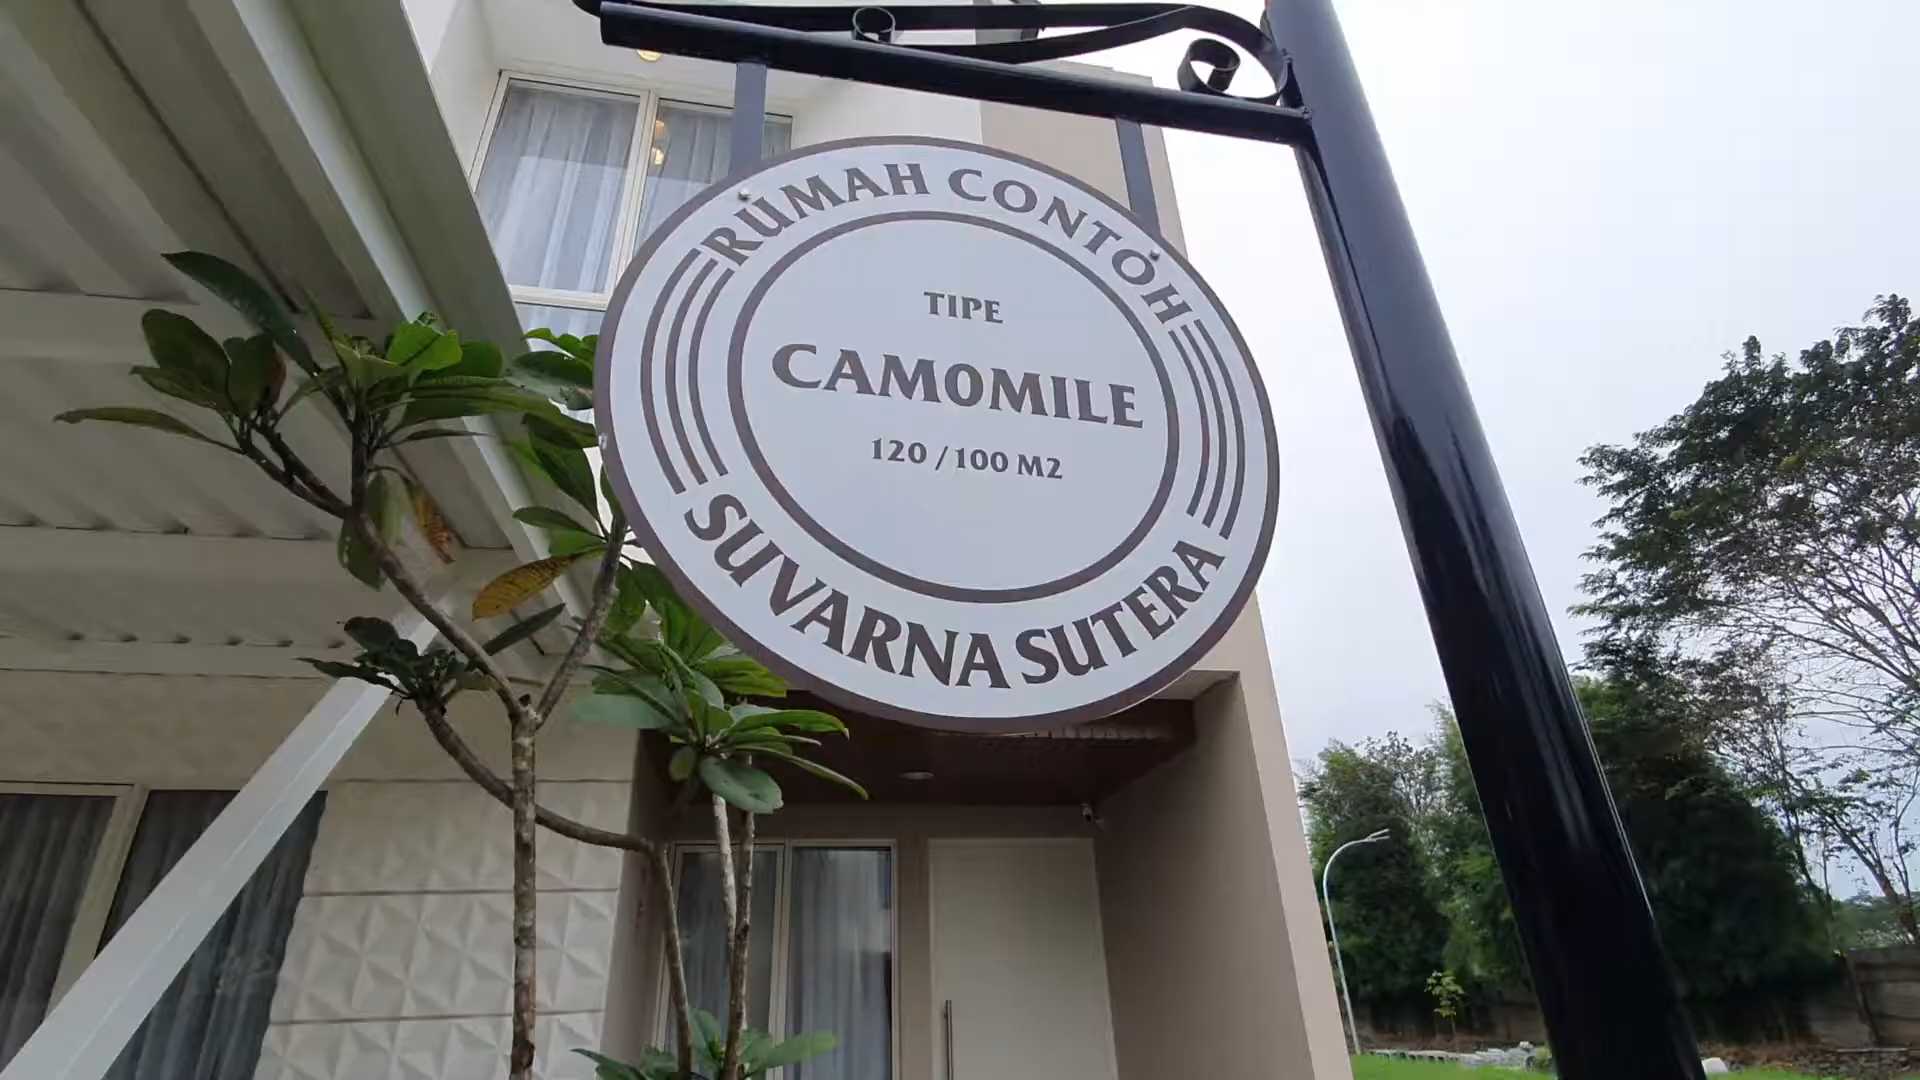 RUMAH CONTOH
TIPE
CAMOMILE
120 / 100 M2
SUVARNA SUTERA